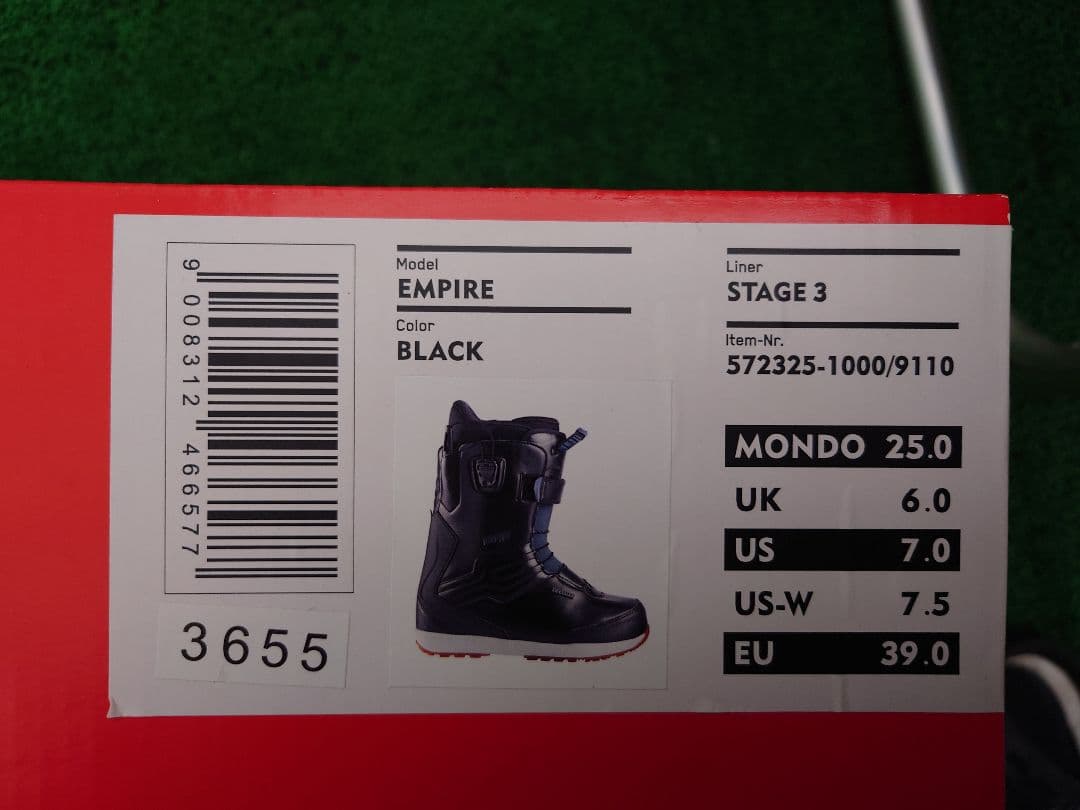 9 008312 466577
3655
Model
EMPIRE
Color
BLACK
Liner
STAGE 3
Item-Nr.
572325-1000/9110
MONDO 25.0
UK 6.0
US 7.0
US-W 7.5
EU 39.0